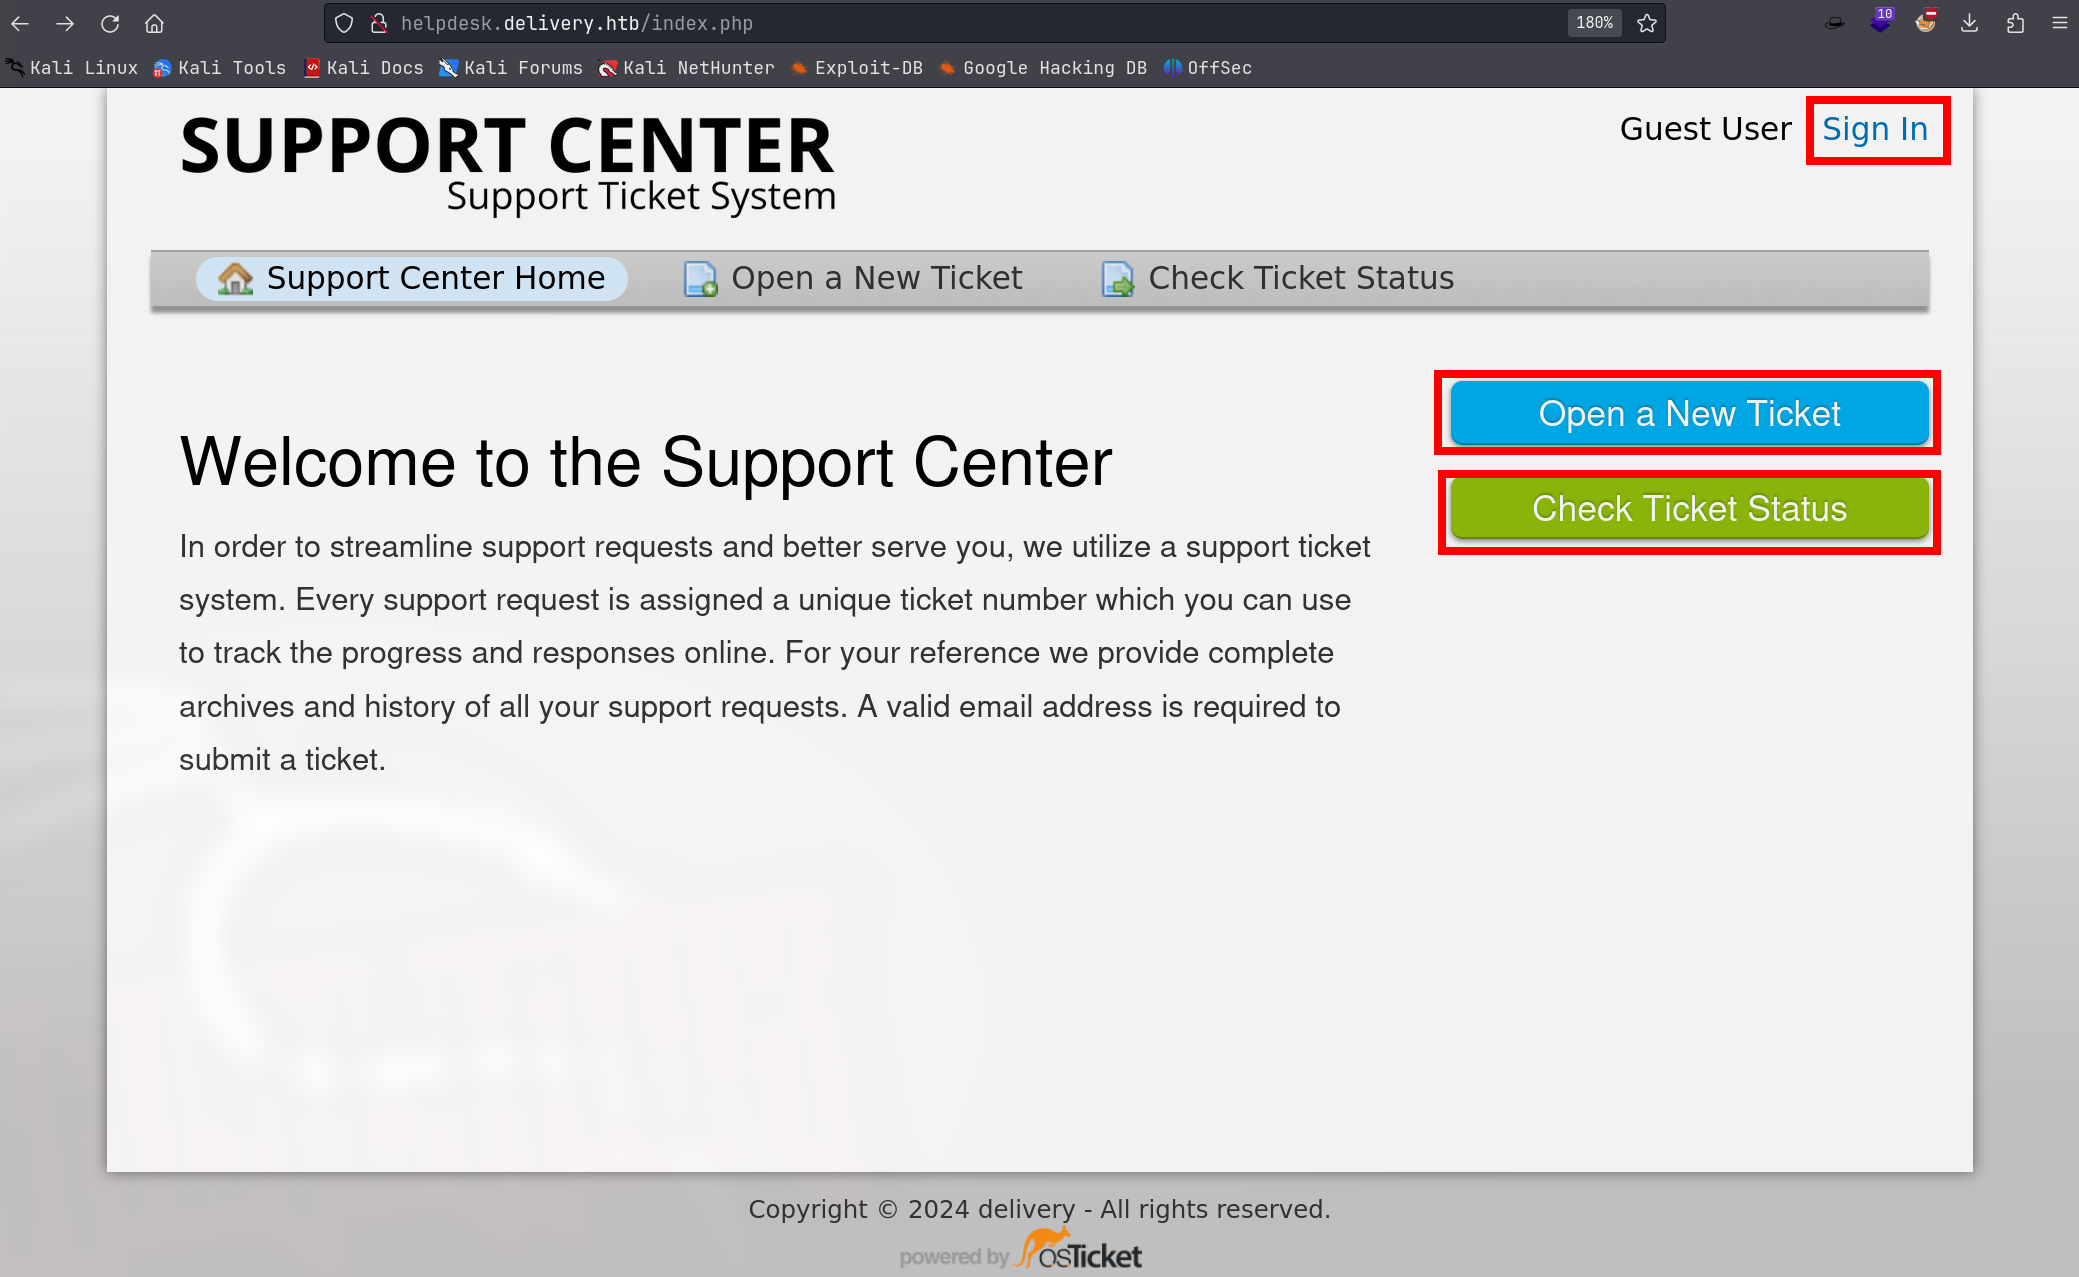 helpdesk.delivery.htb/index.php
180%
10
Kali Linux
Kali Tools
Kali Docs
Kali Forums
Kali NetHunter
Exploit-DB
Google Hacking DB
OffSec
SUPPORT CENTER
Support Ticket System
Guest User
Sign In
Support Center Home
Open a New Ticket
Check Ticket Status
Open a New Ticket
Check Ticket Status
Welcome to the Support Center
In order to streamline support requests and better serve you, we utilize a support ticket
system. Every support request is assigned a unique ticket number which you can use
to track the progress and responses online. For your reference we provide complete
archives and history of all your support requests. A valid email address is required to
submit a ticket.
Copyright © 2024 delivery - All rights reserved.
powered by osTicket